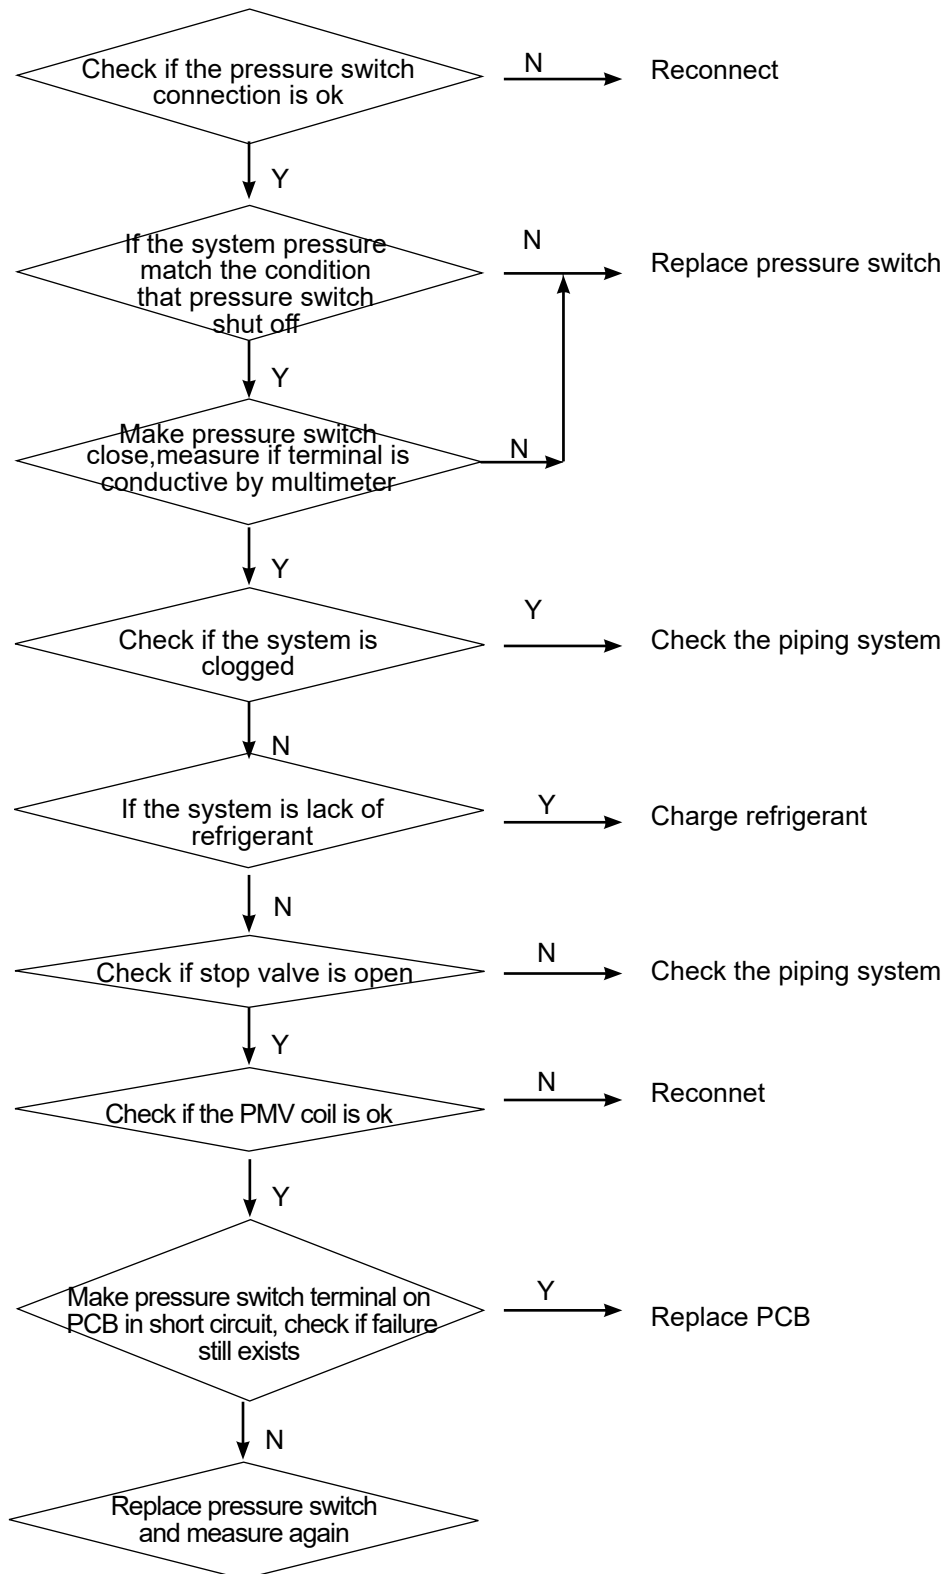 Check if the pressure switch
connection is ok
N
Reconnect
Y
If the system pressure
match the condition
that pressure switch
shut off
N
Replace pressure switch
Y
Make pressure switch
close,measure if terminal is
conductive by multimeter
N
Y
Check if the system is
clogged
Y
Check the piping system
N
If the system is lack of
refrigerant
Y
Charge refrigerant
N
Check if stop valve is open
N
Check the piping system
Y
Check if the PMV coil is ok
N
Reconnet
Y
Make pressure switch terminal on
PCB in short circuit, check if failure
still exists
Y
Replace PCB
N
Replace pressure switch
and measure again